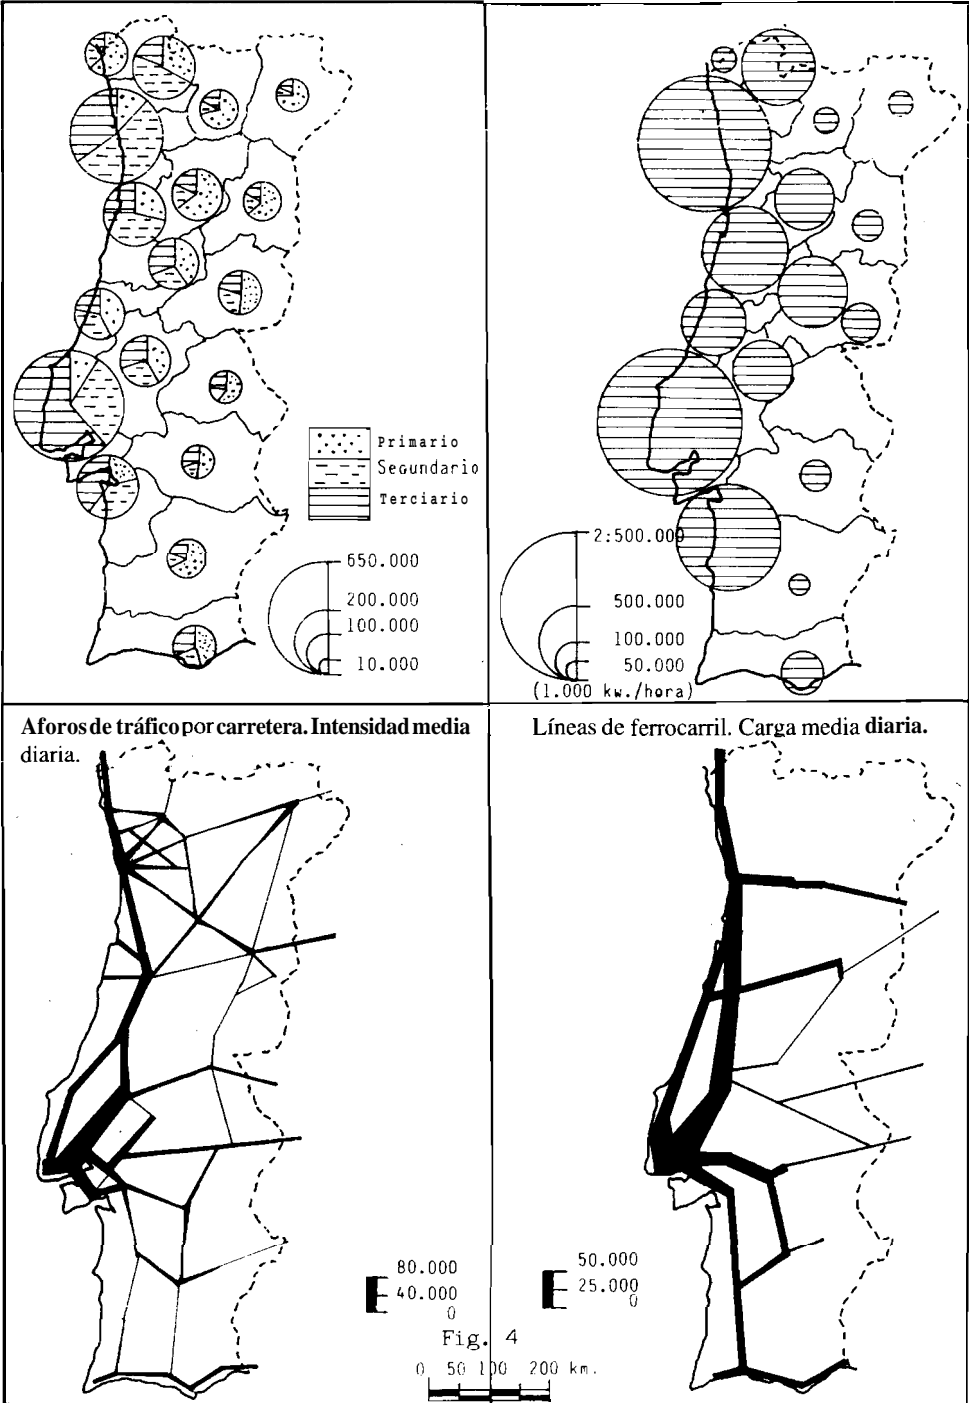 Primario
Segundario
Terciario
650.000
200.000
100.000
10.000
2:500.000
500.000
100.000
50.000
(1.000 kw./hora)
Aforos de tráfico por carretera. Intensidad media
diaria.
Líneas de ferrocarril. Carga media diaria.
80.000
40.000
0
50.000
25.000
0
Fig. 4
0 50 100 200 km.